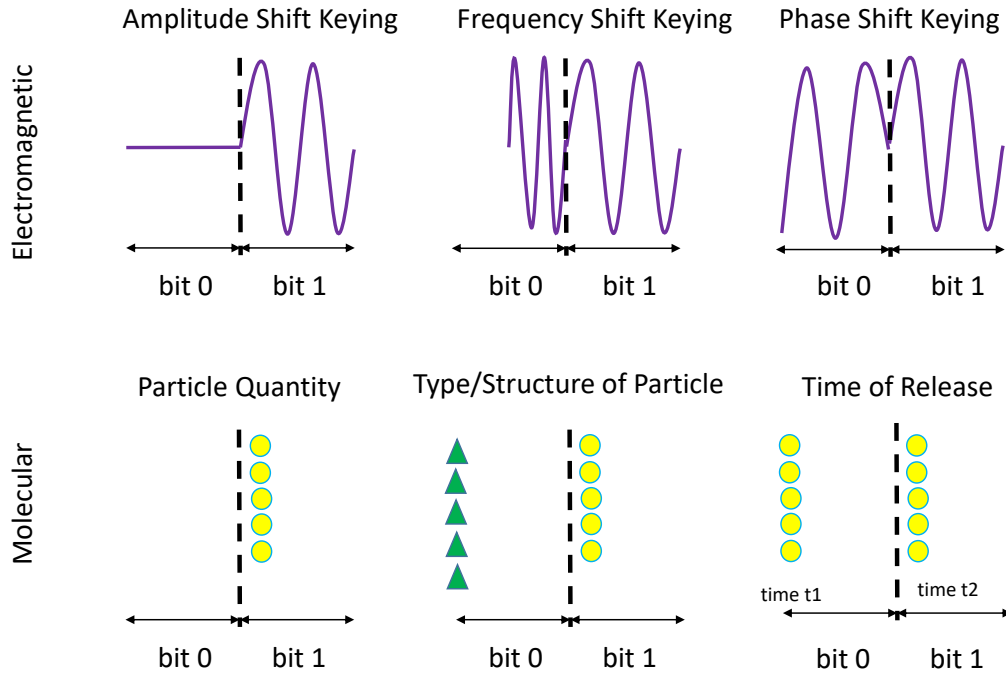 Amplitude Shift Keying
Frequency Shift Keying
Phase Shift Keying
Electromagnetic
bit 0
bit 1
bit 0
bit 1
bit 0
bit 1
Particle Quantity
Type/Structure of Particle
Time of Release
Molecular
time t1
time t2
bit 0
bit 1
bit 0
bit 1
bit 0
bit 1